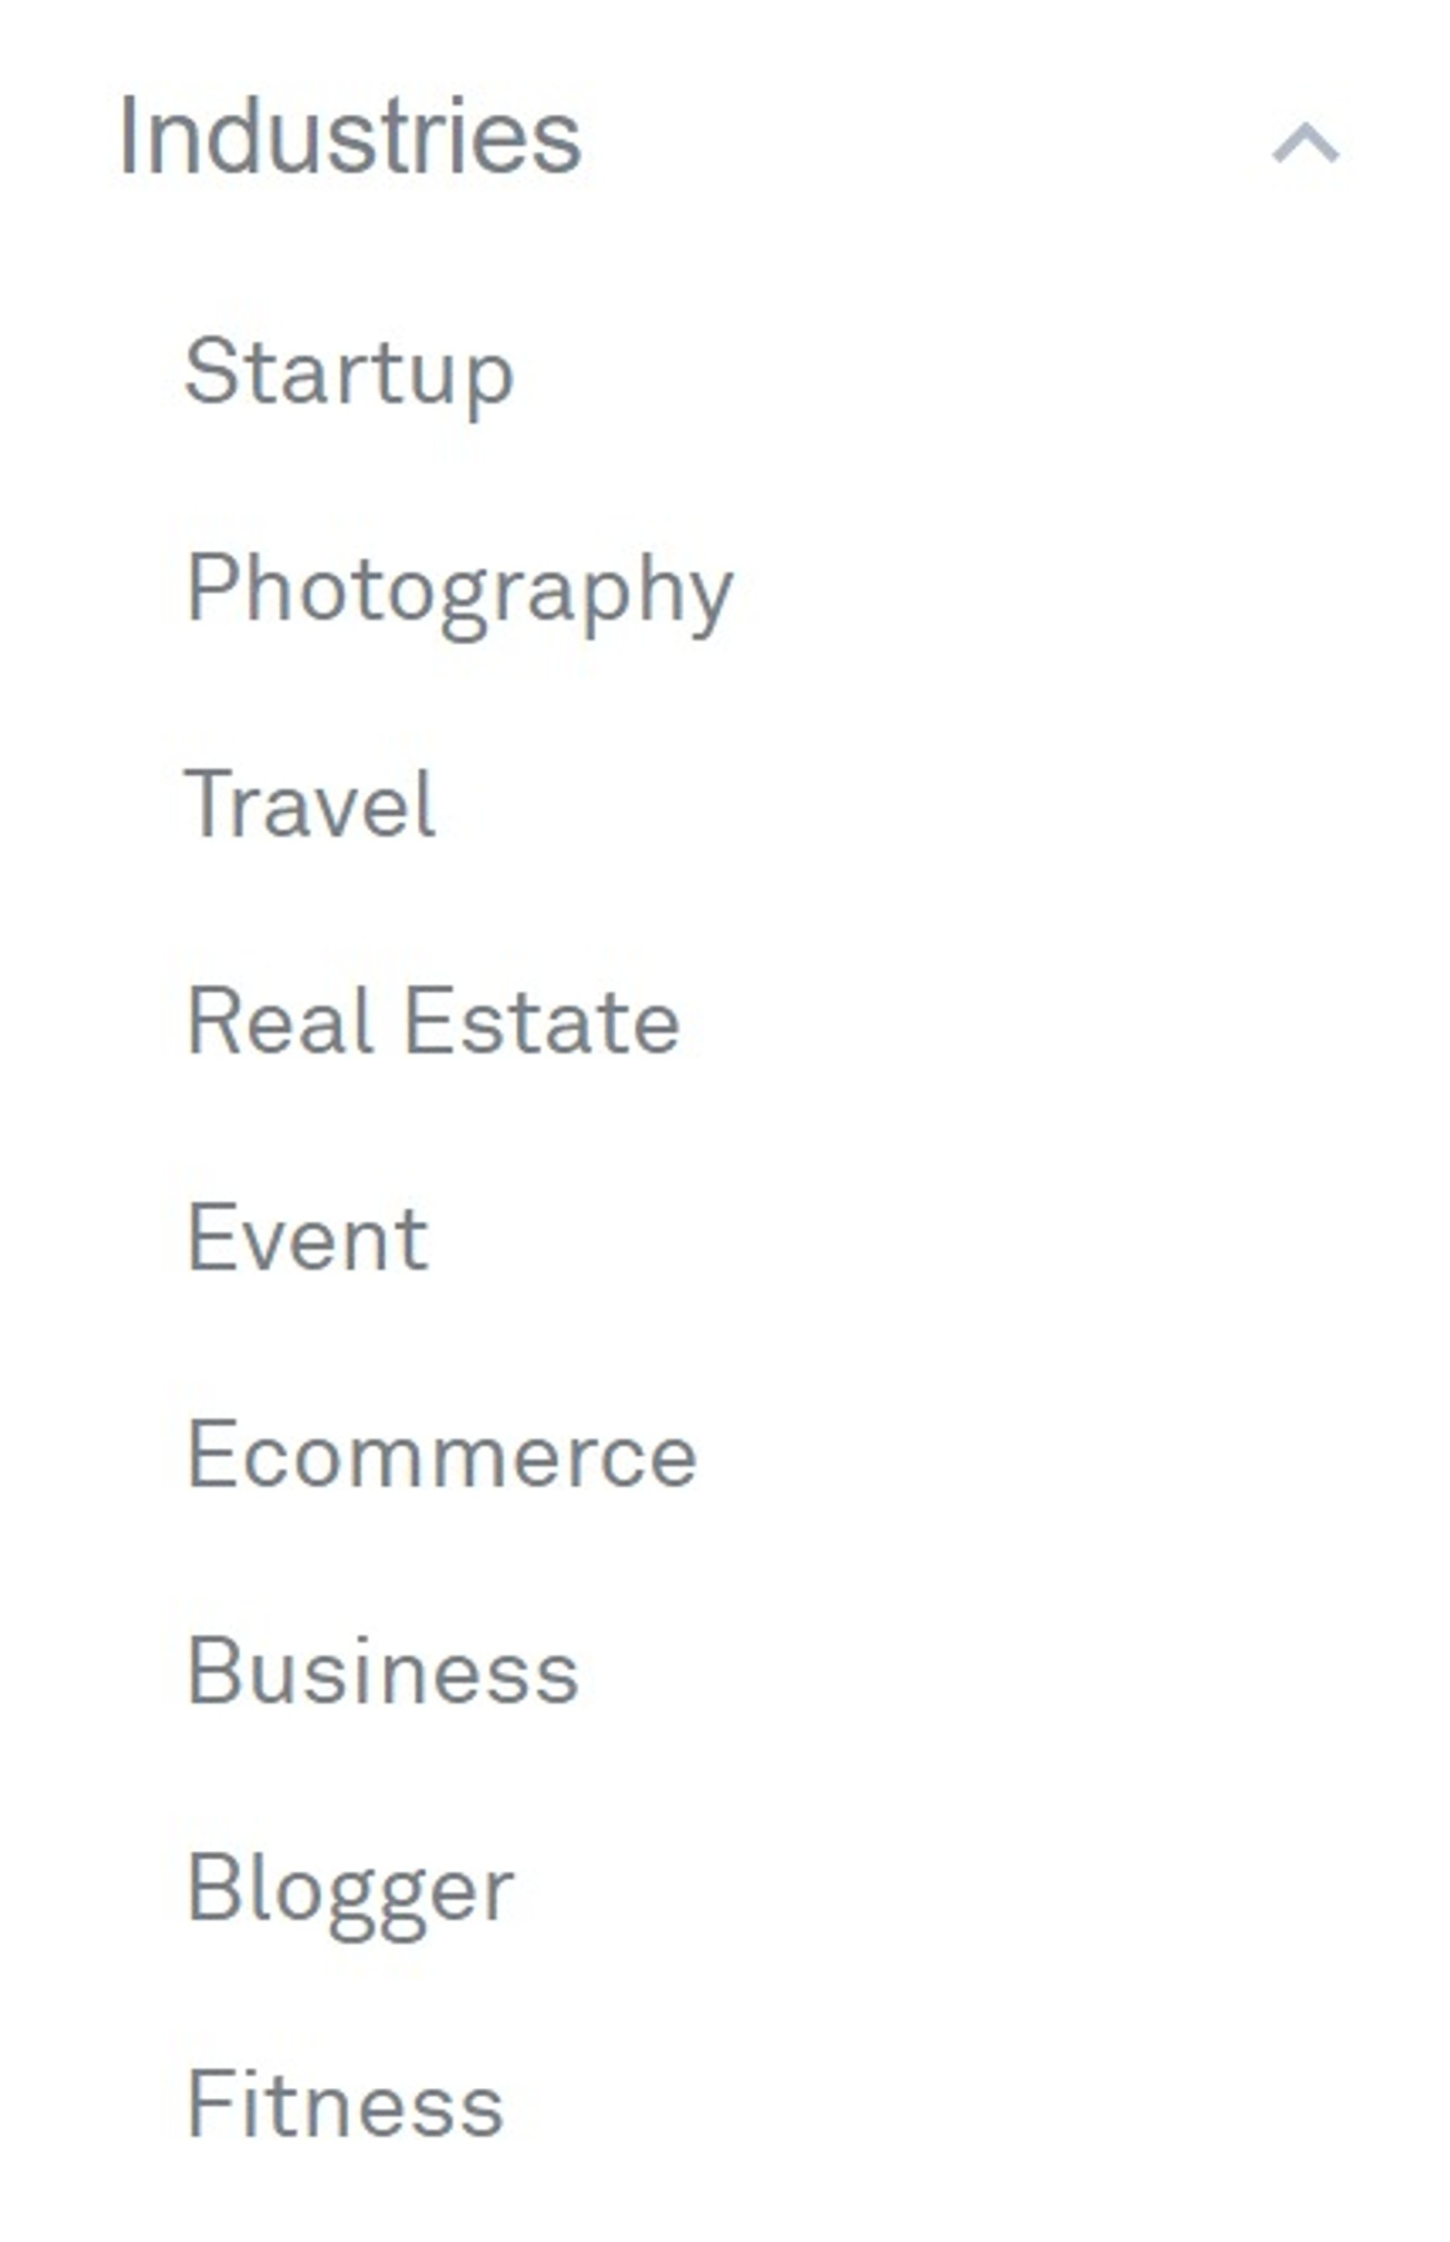 Industries
Startup
Photography
Travel
Real Estate
Event
Ecommerce
Business
Blogger
Fitness